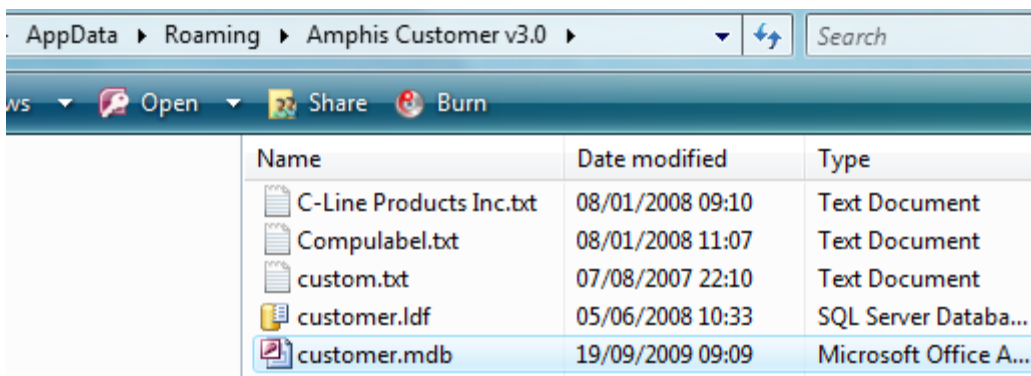 AppData Roaming Amphis Customer v3.0 Search
ws Open Share Burn
Name Date modified Type
C-Line Products Inc.txt 08/01/2008 09:10 Text Document
Compulabel.txt 08/01/2008 11:07 Text Document
custom.txt 07/08/2007 22:10 Text Document
customer.ldf 05/06/2008 10:33 SQL Server Databa...
customer.mdb 19/09/2009 09:09 Microsoft Office A...